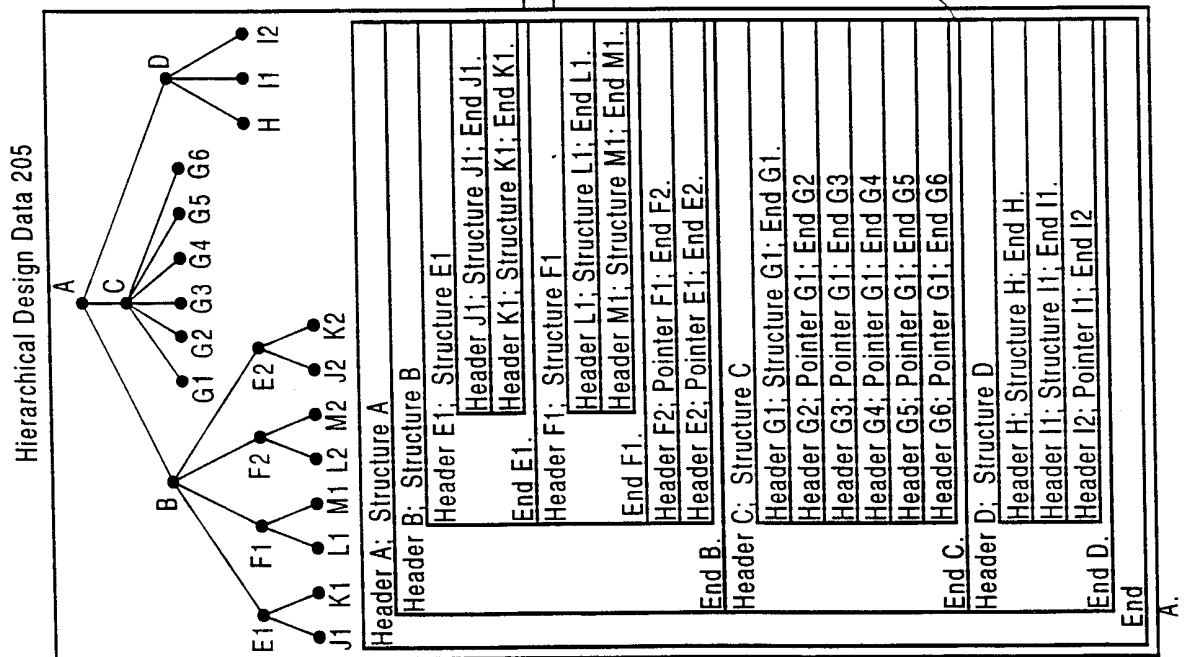 Hierarchical Design Data 205
A
B
C
D
E1
F1
F2
E2
G1
G2
G3
G4
G5
G6
H
I1
I2
J1
K1
L1
M1
L2
M2
J2
K2
Header A; Structure A
Header B; Structure B
Header E1; Structure E1
Header J1; Structure J1; End J1.
Header K1; Structure K1; End K1.
End E1.
Header F1; Structure F1
Header L1; Structure L1; End L1.
Header M1; Structure M1; End M1.
End F1.
Header F2; Pointer F1; End F2.
Header E2; Pointer E1; End E2.
End B.
Header C; Structure C
Header G1; Structure G1; End G1.
Header G2; Pointer G1; End G2
Header G3; Pointer G1; End G3
Header G4; Pointer G1; End G4
Header G5; Pointer G1; End G5
Header G6; Pointer G1; End G6
End C.
Header D; Structure D
Header H; Structure H; End H.
Header I1; Structure I1; End I1.
Header I2; Pointer I1; End I2
End D.
End
A.